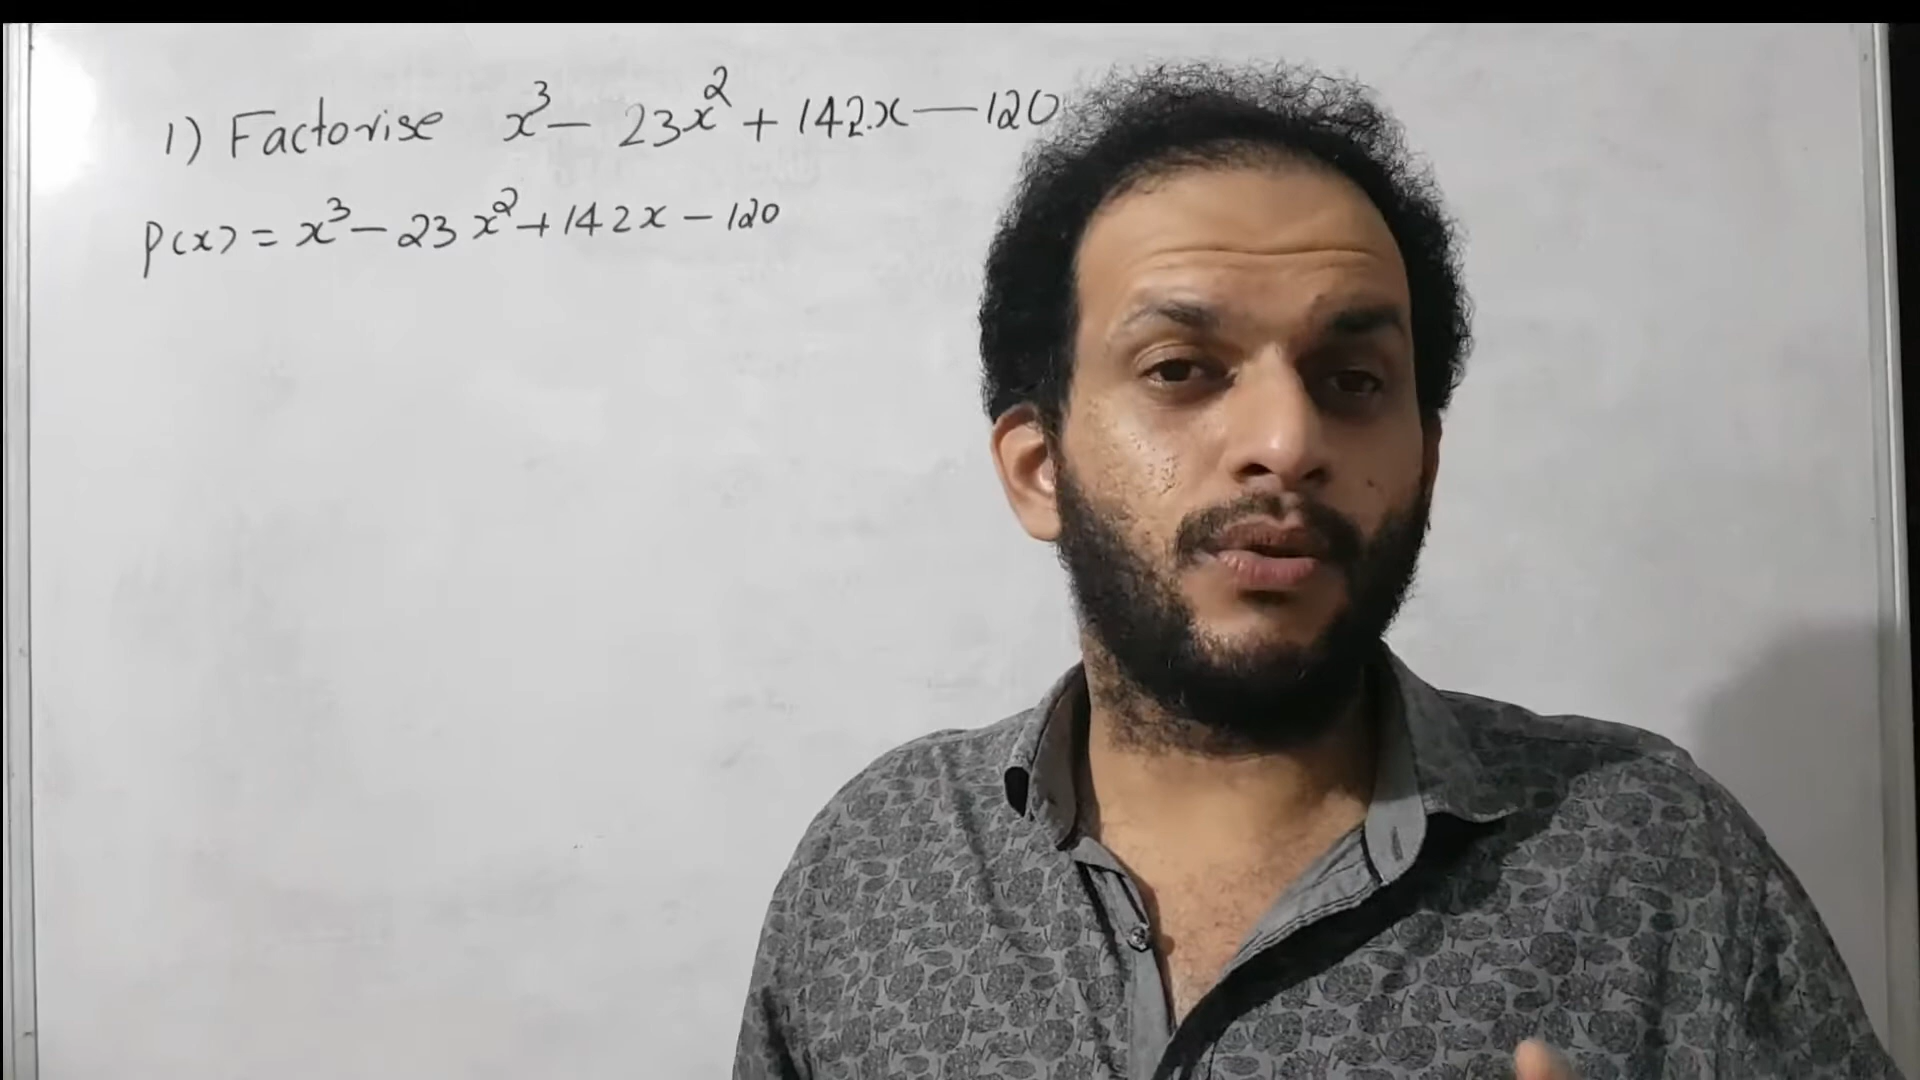 1) Factorise x³ - 23x² + 142x - 120
p(x) = x³ - 23x² + 142x - 120